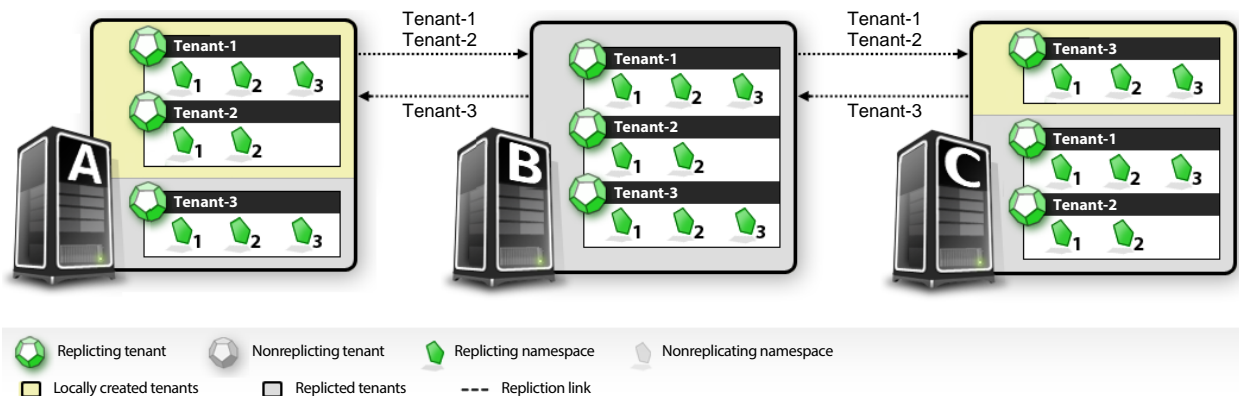 Tenant-1
Tenant-2
Tenant-3
Tenant-1
Tenant-2
Tenant-3
A
Tenant-1
1 2 3
Tenant-2
1 2
Tenant-3
1 2 3
B
Tenant-1
1 2 3
Tenant-2
1 2
Tenant-3
1 2 3
C
Tenant-3
1 2 3
Tenant-1
1 2 3
Tenant-2
1 2
Replicting tenant Nonreplicting tenant Replicting namespace Nonreplicating namespace
Locally created tenants Replicted tenants Repliction link